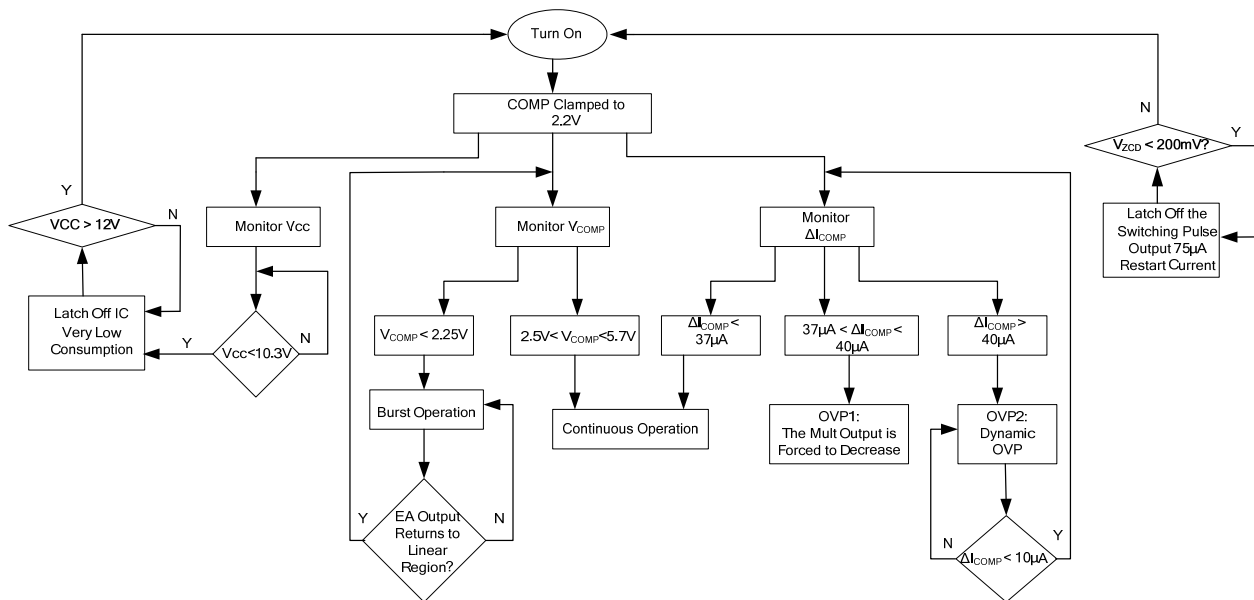 Turn On
COMP Clamped to
2.2V
N
VZCD < 200mV?
Y
Latch Off the
Switching Pulse
Output 75µA
Restart Current
Y
VCC > 12V
N
Latch Off IC
Very Low
Consumption
Monitor Vcc
Vcc<10.3V
Y
N
Monitor VCOMP
VCOMP < 2.25V
2.5V< VCOMP<5.7V
Burst Operation
Continuous Operation
EA Output
Returns to
Linear
Region?
Y
N
Monitor
ΔICOMP
ΔICOMP <
37µA
37µA < ΔICOMP <
40µA
ΔICOMP>
40µA
OVP1:
The Mult Output is
Forced to Decrease
OVP2:
Dynamic
OVP
ΔICOMP < 10µA
N
Y